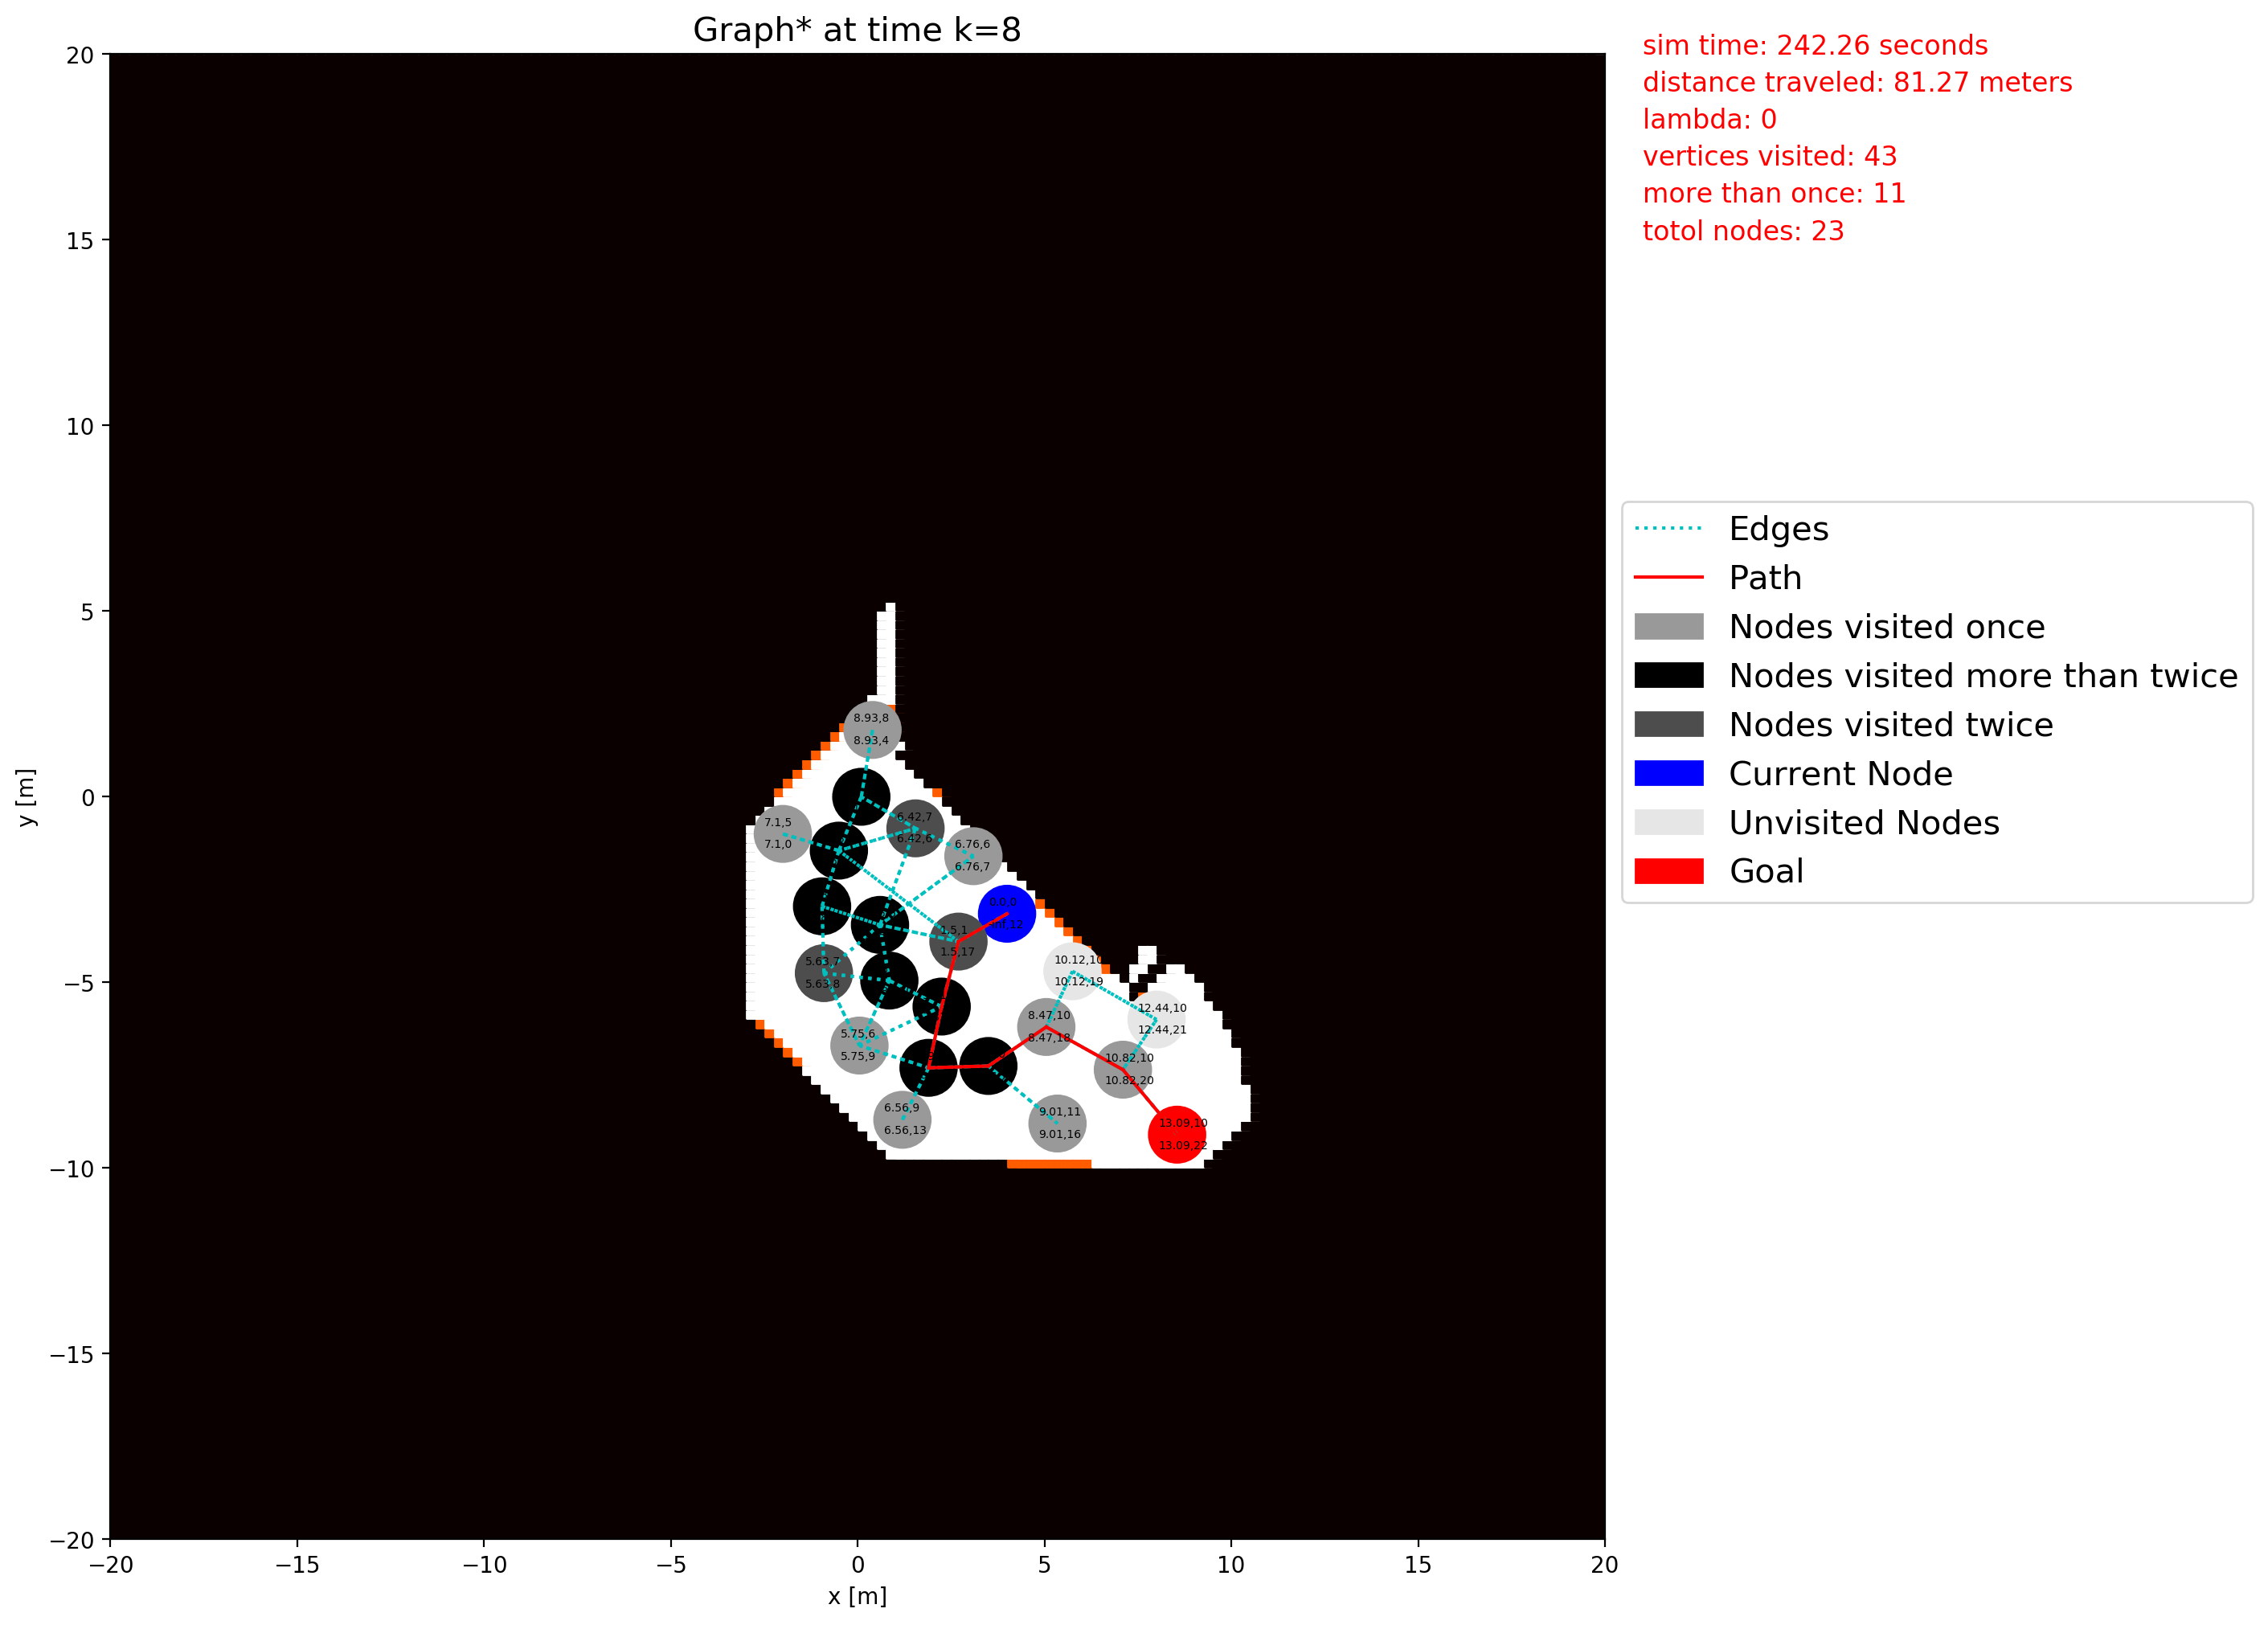 Graph* at time k=8
sim time: 242.26 seconds
distance traveled: 81.27 meters
lambda: 0
vertices visited: 43
more than once: 11
totol nodes: 23
20
15
10
5
0
−5
−10
−15
−20
y [m]
−20
−15
−10
−5
0
5
10
15
20
x [m]
8.93,8
8.93,4
7.1,5
7.1,0
6.42,7
6.42,6
6.76,6
6.76,7
0.0,0
1.5,1
1.5,17
5.63,7
5.63,8
10.12,10
10.12,19
12.44,10
12.44,21
8.47,10
8.47,18
5.75,6
5.75,9
10.82,10
10.82,20
6.56,9
6.56,13
9.01,11
9.01,16
13.09,10
13.09,22
Edges
Path
Nodes visited once
Nodes visited more than twice
Nodes visited twice
Current Node
Unvisited Nodes
Goal